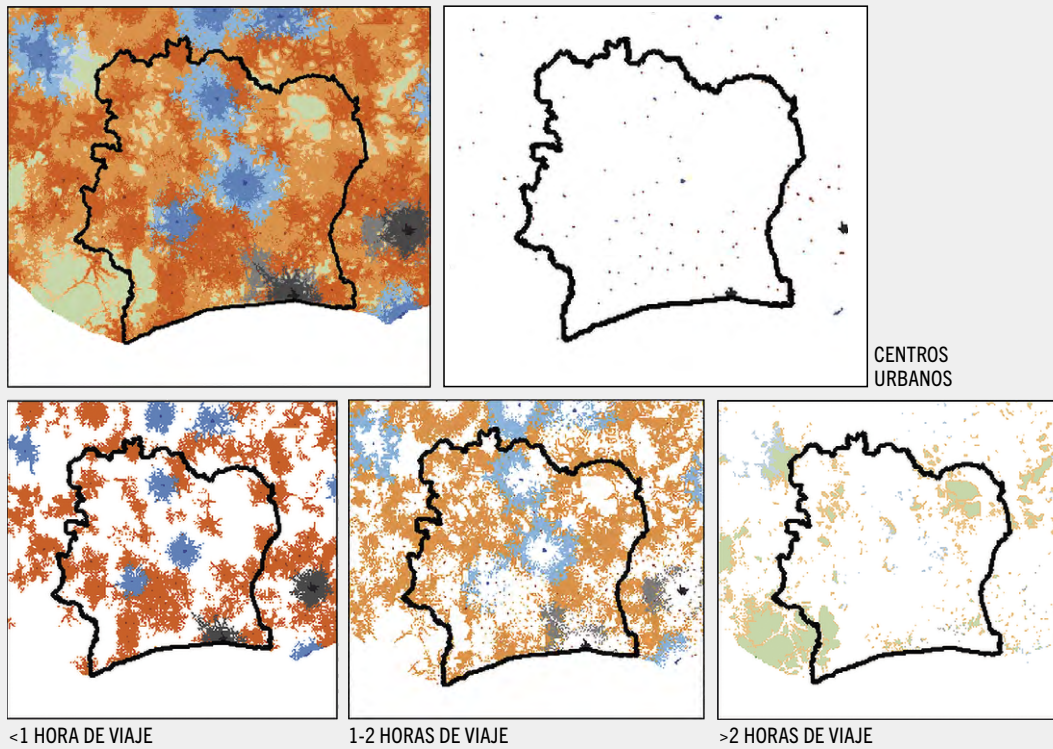 CENTROS
URBANOS
<1 HORA DE VIAJE
1-2 HORAS DE VIAJE
>2 HORAS DE VIAJE